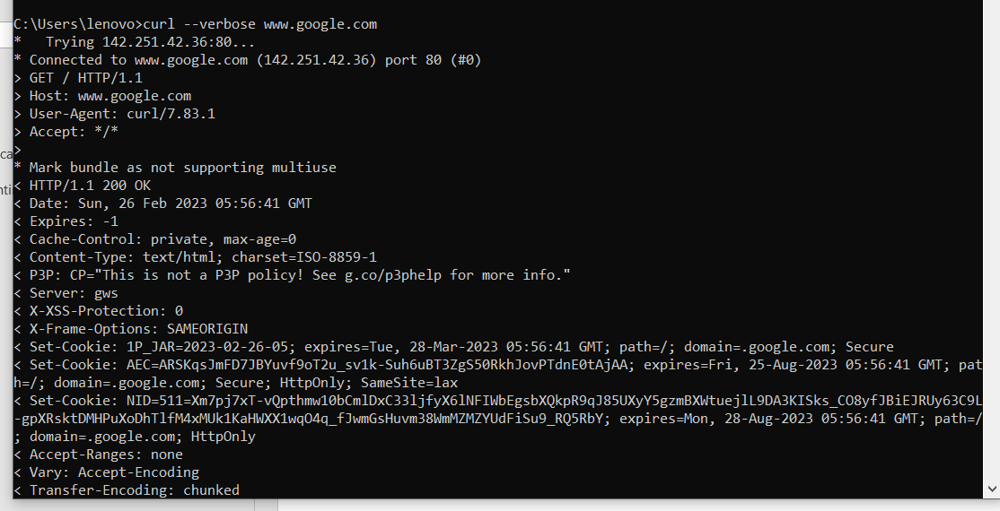 C:\Users\lenovo>curl --verbose www.google.com
*   Trying 142.251.42.36:80...
* Connected to www.google.com (142.251.42.36) port 80 (#0)
> GET / HTTP/1.1
> Host: www.google.com
> User-Agent: curl/7.83.1
> Accept: */*
>
ca
* Mark bundle as not supporting multiuse
< HTTP/1.1 200 OK
nti
< Date: Sun, 26 Feb 2023 05:56:41 GMT
< Expires: -1
< Cache-Control: private, max-age=0
< Content-Type: text/html; charset=ISO-8859-1
< P3P: CP="This is not a P3P policy! See g.co/p3phelp for more info."
< Server: gws
< X-XSS-Protection: 0
< X-Frame-Options: SAMEORIGIN
< Set-Cookie: 1P_JAR=2023-02-26-05; expires=Tue, 28-Mar-2023 05:56:41 GMT; path=/; domain=.google.com; Secure
< Set-Cookie: AEC=ARSKqsJmFD7JBYuvf9oT2u_sv1k-Suh6uBT3ZgS50RkhJovPTdnE0tAjAA; expires=Fri, 25-Aug-2023 05:56:41 GMT; pat
h=/; domain=.google.com; Secure; HttpOnly; SameSite=lax
< Set-Cookie: NID=511=Xm7pj7xT-vQpthmw10bCmlDxC33ljfyX6lNFIWbEgsbXQkpR9qJ85UXyY5gzmBXWtuejlL9DA3KISks_CO8yfJBiEJRUy63C9L
-gpXRsktDMHPuXoDhTlfM4xMUk1KaHWXX1wqO4q_fJwmGsHuvm38WmMZMZYUdFiSu9_RQ5RbY; expires=Mon, 28-Aug-2023 05:56:41 GMT; path=/
; domain=.google.com; HttpOnly
< Accept-Ranges: none
< Vary: Accept-Encoding
< Transfer-Encoding: chunked